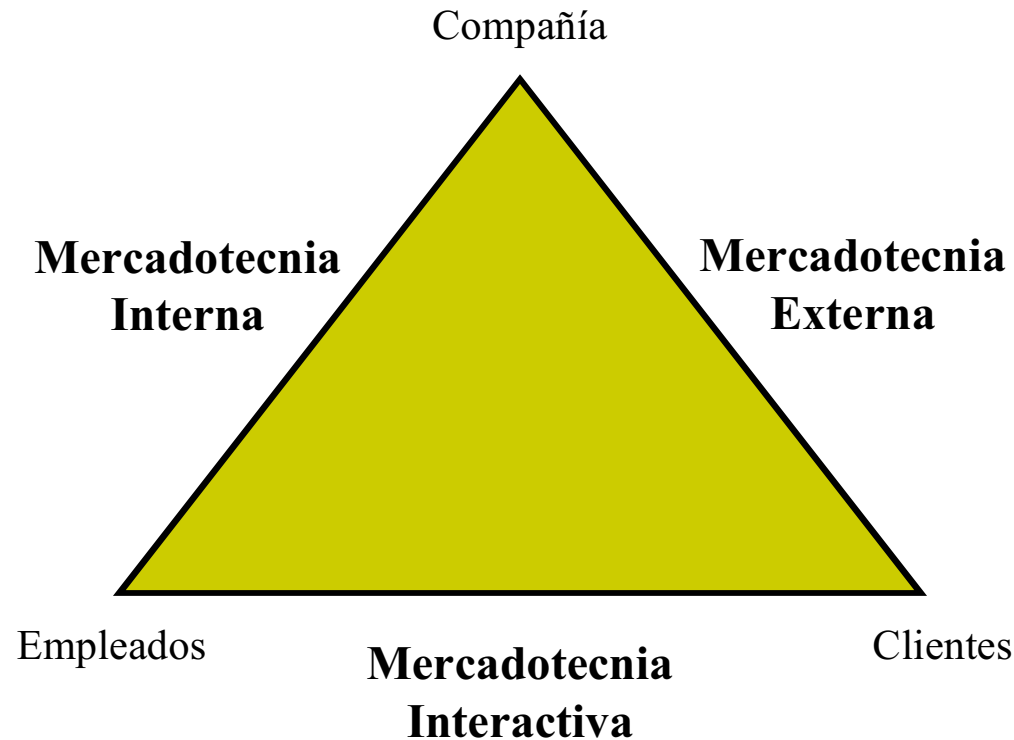 Compañía
Mercadotecnia
Interna
Mercadotecnia
Externa
Empleados
Mercadotecnia
Interactiva
Clientes